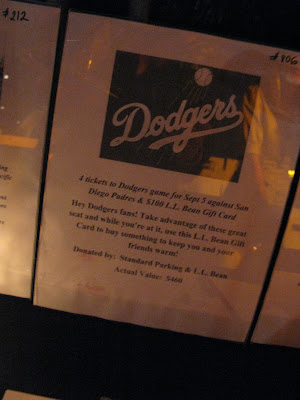 #212
#806
Dodgers
4 tickets to Dodgers game for Sept 5 against San
Diego Padres & $100 L.L. Bean Gift Card
Hey Dodgers fans! Take advantage of these great
seat and while you're at it, use this L.L. Bean Gift
Card to buy something to keep you and your
friends warm!
Donated by: Standard Parking & L.L. Bean
Actual Value: $460